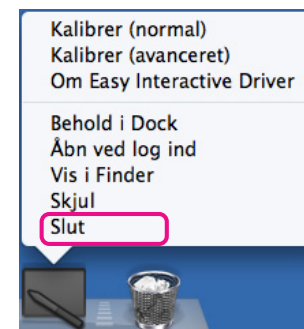 Kalibrer (normal)
Kalibrer (avanceret)
Om Easy Interactive Driver
Behold i Dock
Åbn ved log ind
Vis i Finder
Skjul
Slut